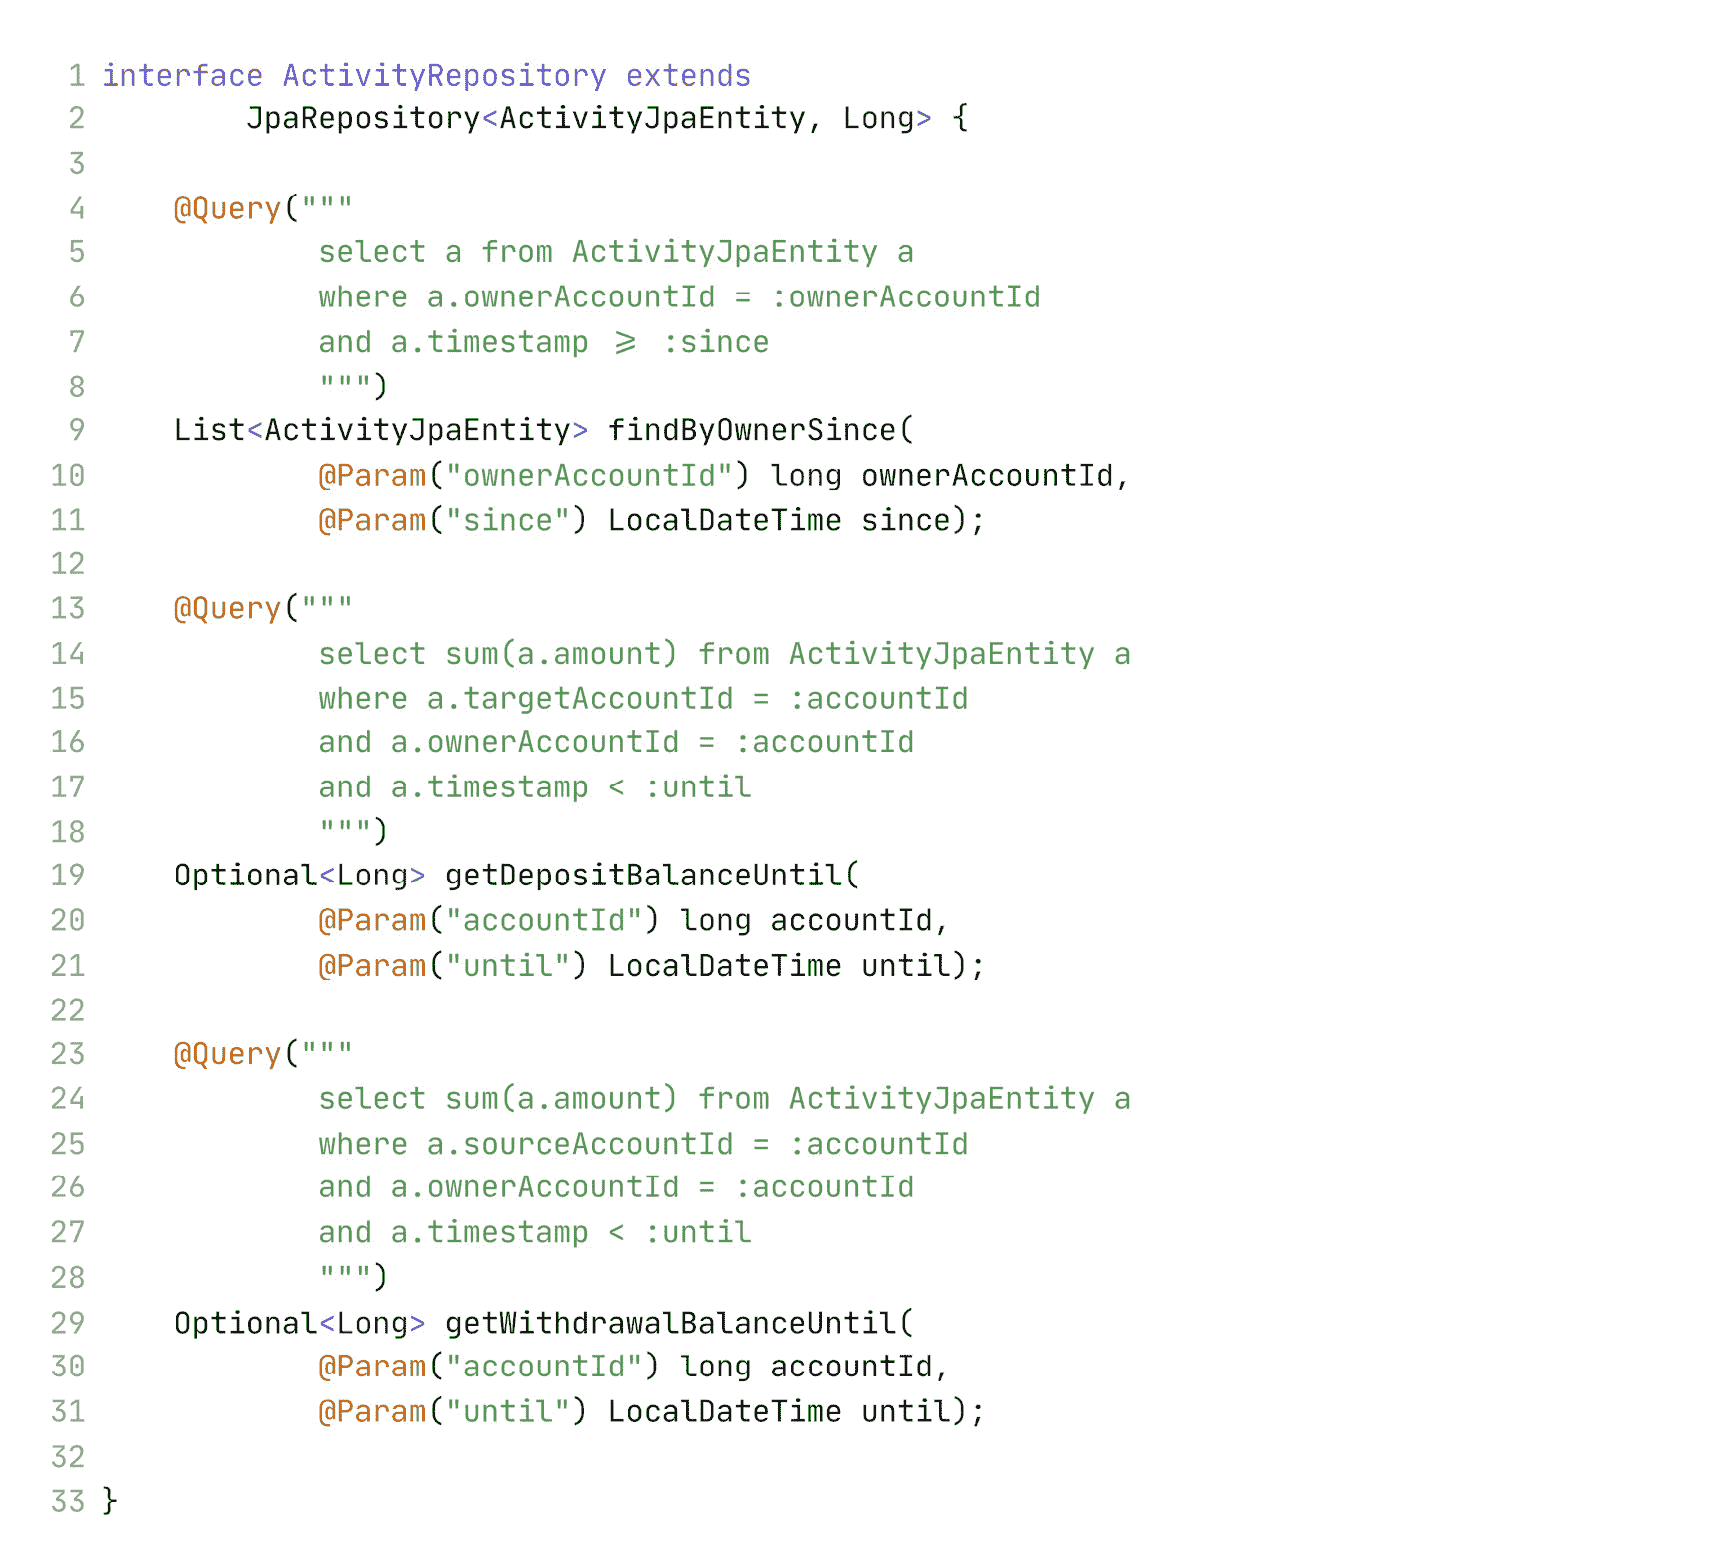 1 interface ActivityRepository extends
2         JpaRepository<ActivityJpaEntity, Long> {
3
4     @Query("""
5             select a from ActivityJpaEntity a
6             where a.ownerAccountId = :ownerAccountId
7             and a.timestamp >= :since
8             """)
9     List<ActivityJpaEntity> findByOwnerSince(
10             @Param("ownerAccountId") long ownerAccountId,
11             @Param("since") LocalDateTime since);
12
13     @Query("""
14             select sum(a.amount) from ActivityJpaEntity a
15             where a.targetAccountId = :accountId
16             and a.ownerAccountId = :accountId
17             and a.timestamp < :until
18             """)
19     Optional<Long> getDepositBalanceUntil(
20             @Param("accountId") long accountId,
21             @Param("until") LocalDateTime until);
22
23     @Query("""
24             select sum(a.amount) from ActivityJpaEntity a
25             where a.sourceAccountId = :accountId
26             and a.ownerAccountId = :accountId
27             and a.timestamp < :until
28             """)
29     Optional<Long> getWithdrawalBalanceUntil(
30             @Param("accountId") long accountId,
31             @Param("until") LocalDateTime until);
32
33 }